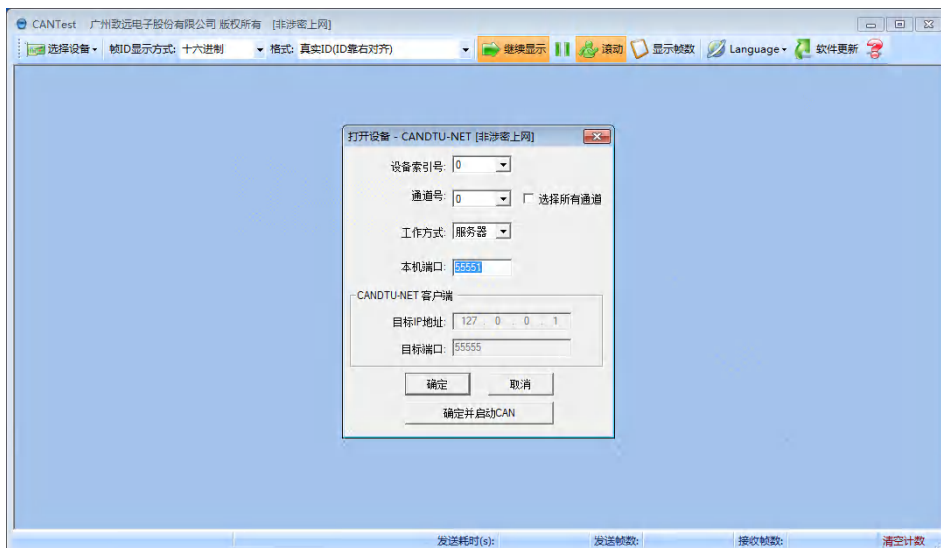 CANTest 广州致远电子股份有限公司 版权所有 [非涉密上网]
选择设备 帧ID显示方式: 十六进制 格式: 真实ID(ID靠右对齐) 继续显示 滚动 显示帧数 Language 软件更新
打开设备 - CANDTU-NET [非涉密上网]
设备索引号: 0
通道号: 0 选择所有通道
工作方式: 服务器
本机端口: 55551
CANDTU-NET 客户端
目标IP地址: 127 . 0 . 0 . 1
目标端口: 55555
确定 取消
确定并启动CAN
发送耗时(s): 发送帧数: 接收帧数: 清空计数